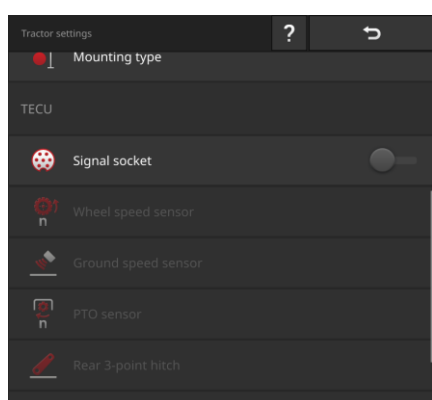 Tractor settings
?
Mounting type
TECU
Signal socket
Wheel speed sensor
n
Ground speed sensor
PTO sensor
n
Rear 3-point hitch